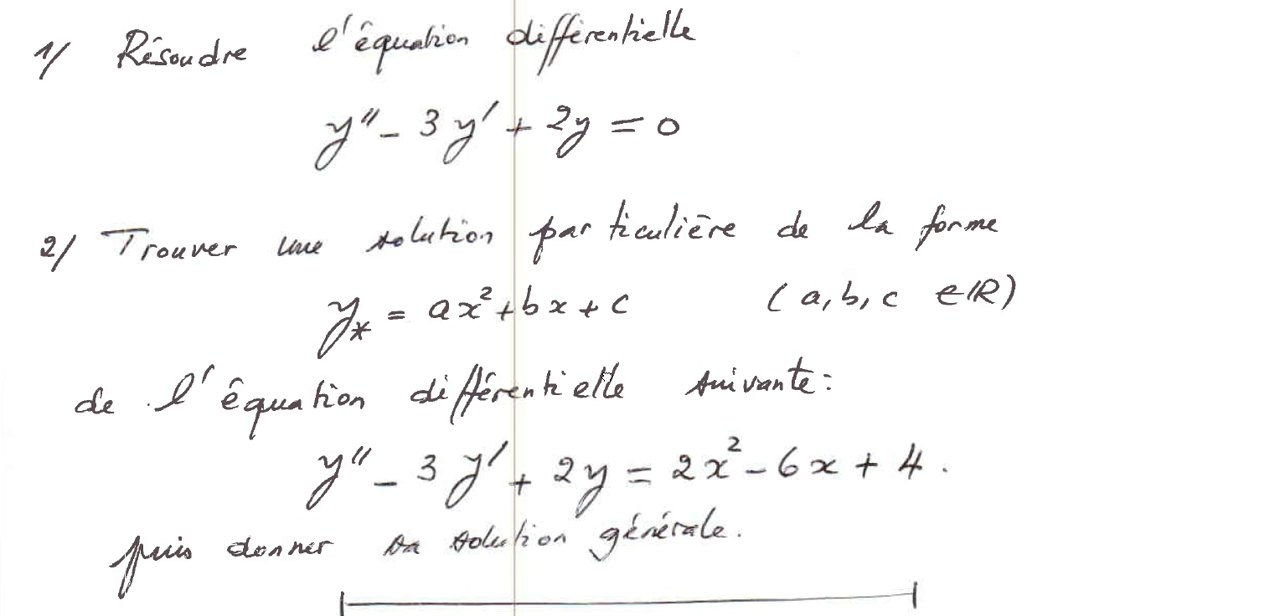 1/ Résoudre l'équation différentielle
y'' - 3y' + 2y = 0
2/ Trouver une solution particulière de la forme
y* = ax² + bx + c (a, b, c ∈ ℝ)
de l'équation différentielle suivante :
y'' - 3y' + 2y = 2x² - 6x + 4.
puis donner sa solution générale.